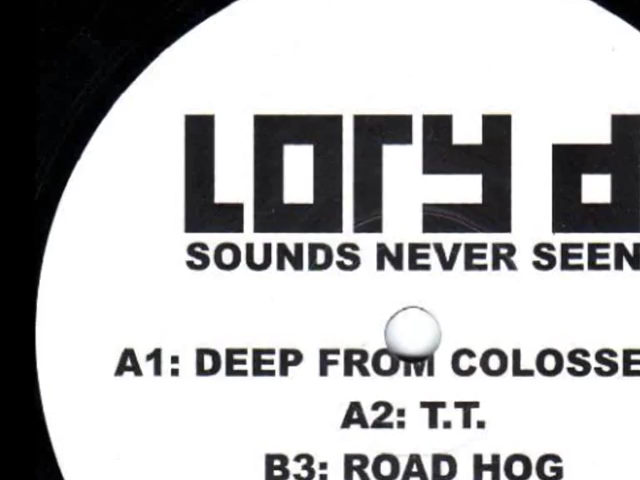 LORY D
SOUNDS NEVER SEEN
A1: DEEP FROM COLOSSE
A2: T.T.
B3: ROAD HOG